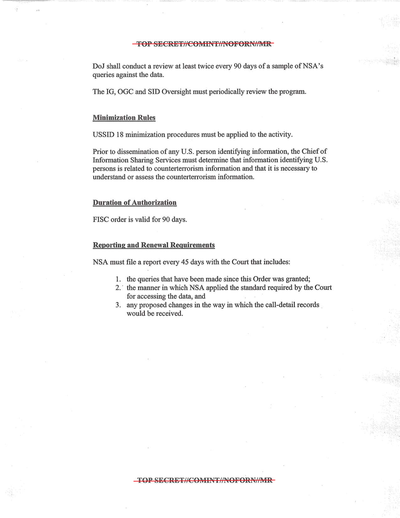 TOP SECRET//COMINT//NOFORN//MR
DoJ shall conduct a review at least twice every 90 days of a sample of NSA's
queries against the data.
The IG, OGC and SID Oversight must periodically review the program.
Minimization Rules
USSID 18 minimization procedures must be applied to the activity.
Prior to dissemination of any U.S. person identifying information, the Chief of
Information Sharing Services must determine that information identifying U.S.
persons is related to counterterrorism information and that it is necessary to
understand or assess the counterterrorism information.
Duration of Authorization
FISC order is valid for 90 days.
Reporting and Renewal Requirements
NSA must file a report every 45 days with the Court that includes:
1. the queries that have been made since this Order was granted;
2. the manner in which NSA applied the standard required by the Court
for accessing the data, and
3. any proposed changes in the way in which the call-detail records
would be received.
TOP SECRET//COMINT//NOFORN//MR